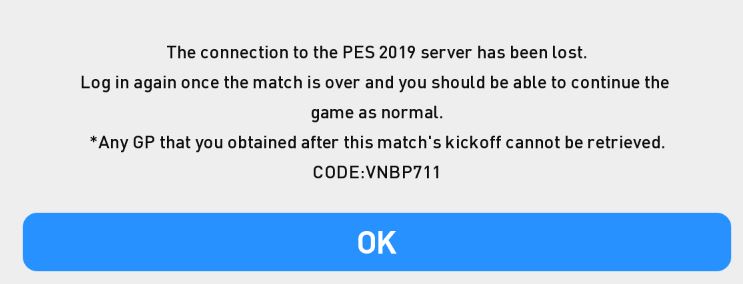 The connection to the PES 2019 server has been lost.
Log in again once the match is over and you should be able to continue the
game as normal.
*Any GP that you obtained after this match's kickoff cannot be retrieved.
CODE:VNBP711
OK